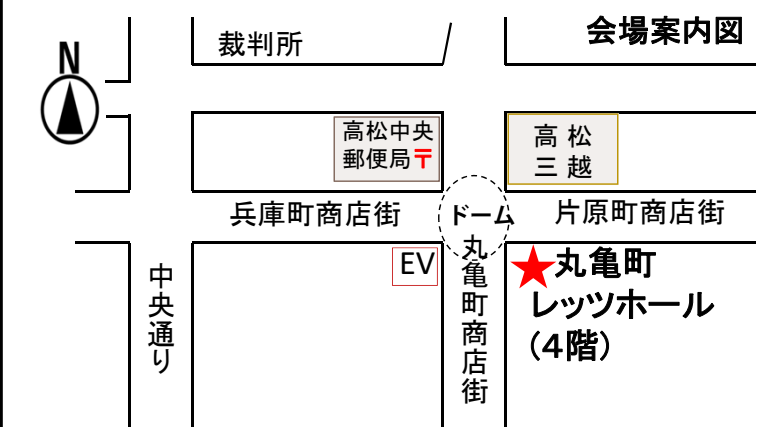 会場案内図
N
裁判所
高松中央
郵便局〒
高松
三越
兵庫町商店街
ドーム
片原町商店街
EV
丸亀町商店街
中央通り
★丸亀町
レッツホール
(4階)